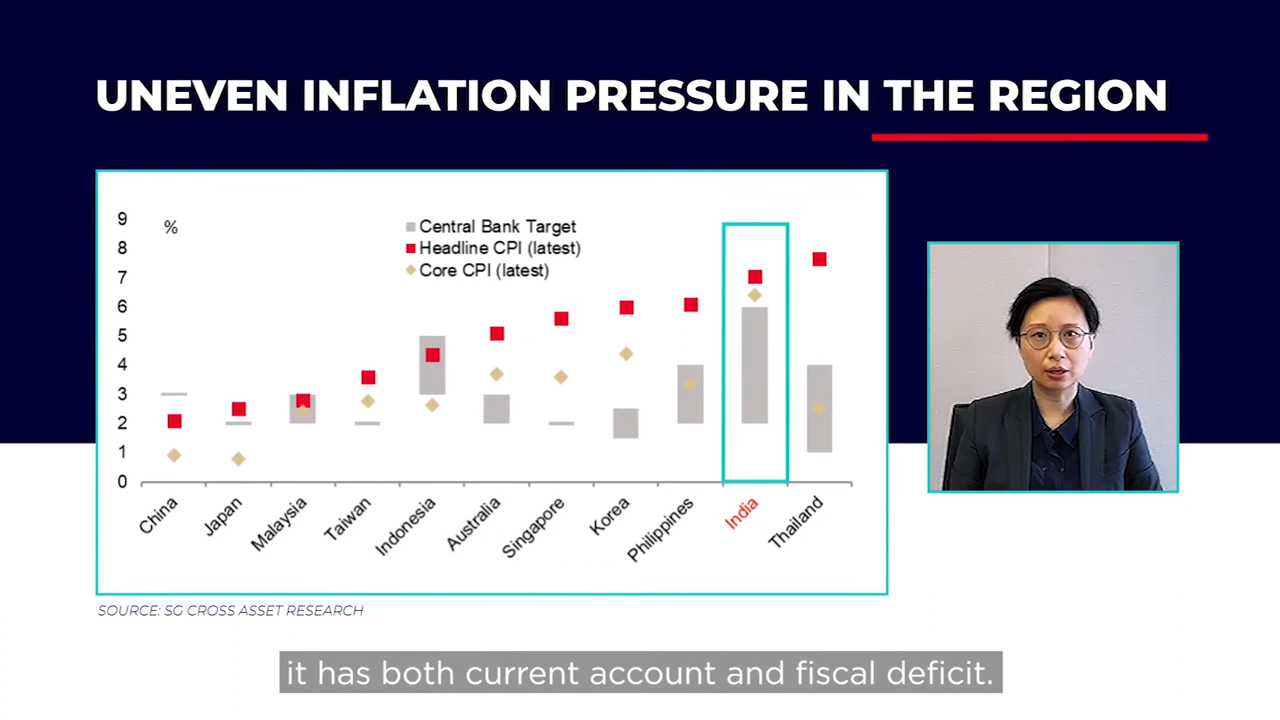 UNEVEN INFLATION PRESSURE IN THE REGION
9
8
7
6
5
4
3
2
1
0
%
Central Bank Target
Headline CPI (latest)
Core CPI (latest)
China
Japan
Malaysia
Taiwan
Indonesia
Australia
Singapore
Korea
Philippines
India
Thailand
SOURCE: SG CROSS ASSET RESEARCH
it has both current account and fiscal deficit.